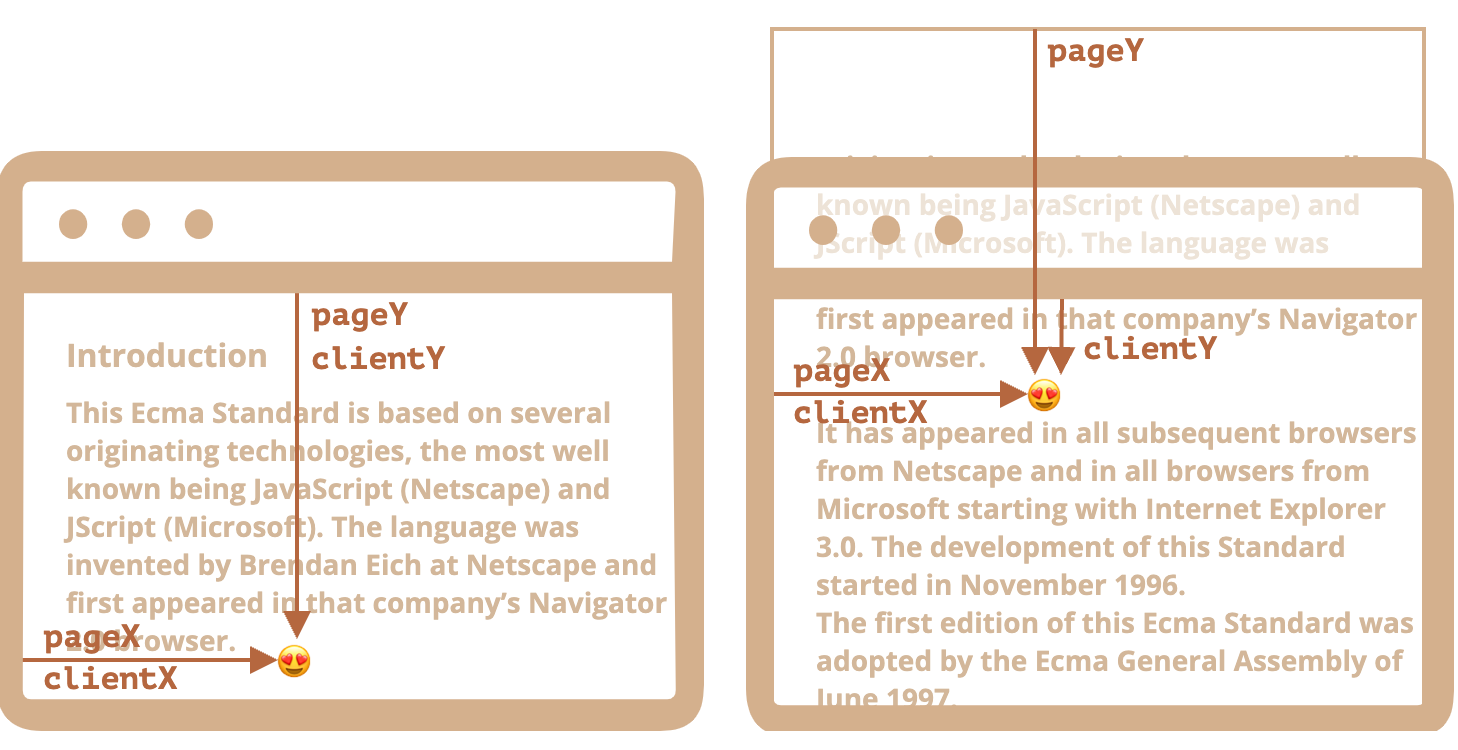 pageY
clientY
Introduction
This Ecma Standard is based on several
originating technologies, the most well
known being JavaScript (Netscape) and
JScript (Microsoft). The language was
invented by Brendan Eich at Netscape and
first appeared in that company’s Navigator
2.0 browser.
pageX
clientX
pageY
known being JavaScript (Netscape) and
JScript (Microsoft). The language was
first appeared in that company’s Navigator
2.0 browser.
clientY
pageX
clientX
It has appeared in all subsequent browsers
from Netscape and in all browsers from
Microsoft starting with Internet Explorer
3.0. The development of this Standard
started in November 1996.
The first edition of this Ecma Standard was
adopted by the Ecma General Assembly of
June 1997.